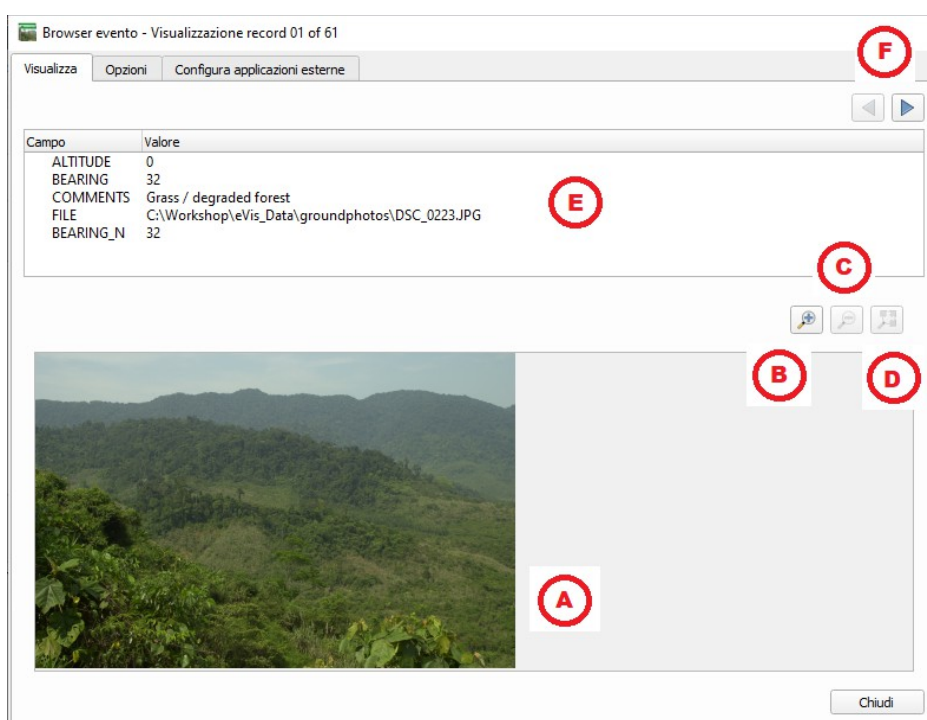 Browser evento - Visualizzazione record 01 of 61
F
Visualizza Opzioni Configura applicazioni esterne
Campo Valore
ALTITUDE 0
BEARING 32
COMMENTS Grass / degraded forest
FILE C:\Workshop\eVis_Data\groundphotos\DSC_0223.JPG
BEARING_N 32
E
C
B
D
A
Chiudi